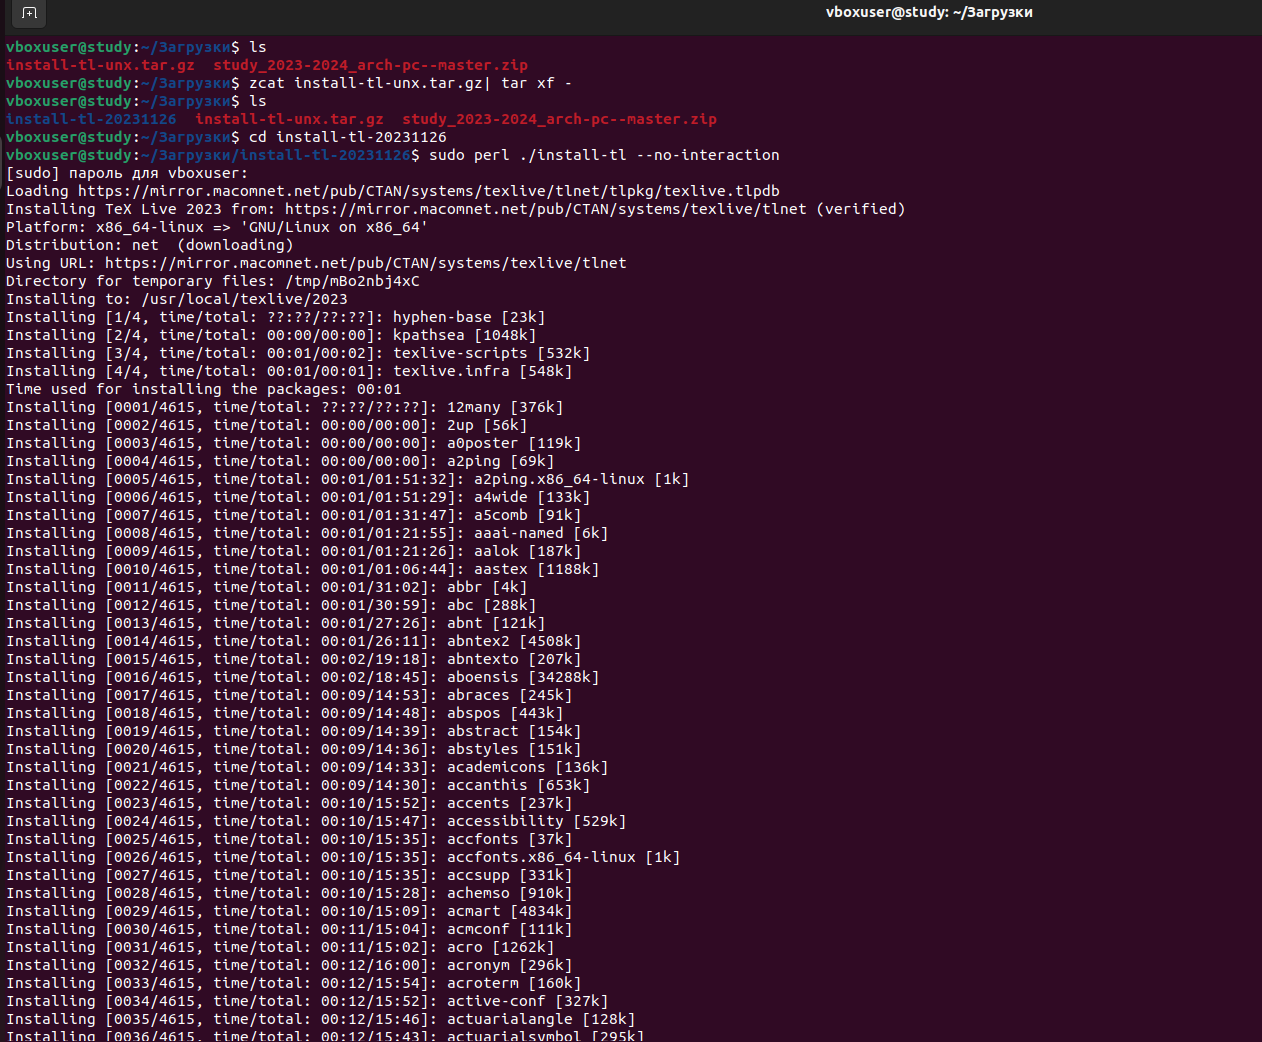 vboxuser@study: ~/Загрузки
vboxuser@study:~/Загрузки$ ls
install-tl-unx.tar.gz  study_2023-2024_arch-pc--master.zip
vboxuser@study:~/Загрузки$ zcat install-tl-unx.tar.gz| tar xf -
vboxuser@study:~/Загрузки$ ls
install-tl-20231126  install-tl-unx.tar.gz  study_2023-2024_arch-pc--master.zip
vboxuser@study:~/Загрузки$ cd install-tl-20231126
vboxuser@study:~/Загрузки/install-tl-20231126$ sudo perl ./install-tl --no-interaction
[sudo] пароль для vboxuser:
Loading https://mirror.macomnet.net/pub/CTAN/systems/texlive/tlnet/tlpkg/texlive.tlpdb
Installing TeX Live 2023 from: https://mirror.macomnet.net/pub/CTAN/systems/texlive/tlnet (verified)
Platform: x86_64-linux => 'GNU/Linux on x86_64'
Distribution: net  (downloading)
Using URL: https://mirror.macomnet.net/pub/CTAN/systems/texlive/tlnet
Directory for temporary files: /tmp/mBo2nbj4xC
Installing to: /usr/local/texlive/2023
Installing [1/4, time/total: ??:??/??:??]: hyphen-base [23k]
Installing [2/4, time/total: 00:00/00:00]: kpathsea [1048k]
Installing [3/4, time/total: 00:01/00:02]: texlive-scripts [532k]
Installing [4/4, time/total: 00:01/00:01]: texlive.infra [548k]
Time used for installing the packages: 00:01
Installing [0001/4615, time/total: ??:??/??:??]: 12many [376k]
Installing [0002/4615, time/total: 00:00/00:00]: 2up [56k]
Installing [0003/4615, time/total: 00:00/00:00]: a0poster [119k]
Installing [0004/4615, time/total: 00:00/00:00]: a2ping [69k]
Installing [0005/4615, time/total: 00:01/01:51:32]: a2ping.x86_64-linux [1k]
Installing [0006/4615, time/total: 00:01/01:51:29]: a4wide [133k]
Installing [0007/4615, time/total: 00:01/01:31:47]: a5comb [91k]
Installing [0008/4615, time/total: 00:01/01:21:55]: aaai-named [6k]
Installing [0009/4615, time/total: 00:01/01:21:26]: aalok [187k]
Installing [0010/4615, time/total: 00:01/01:06:44]: aastex [1188k]
Installing [0011/4615, time/total: 00:01/31:02]: abbr [4k]
Installing [0012/4615, time/total: 00:01/30:59]: abc [288k]
Installing [0013/4615, time/total: 00:01/27:26]: abnt [121k]
Installing [0014/4615, time/total: 00:01/26:11]: abntex2 [4508k]
Installing [0015/4615, time/total: 00:02/19:18]: abntexto [207k]
Installing [0016/4615, time/total: 00:02/18:45]: aboensis [34288k]
Installing [0017/4615, time/total: 00:09/14:53]: abraces [245k]
Installing [0018/4615, time/total: 00:09/14:48]: abspos [443k]
Installing [0019/4615, time/total: 00:09/14:39]: abstract [154k]
Installing [0020/4615, time/total: 00:09/14:36]: abstyles [151k]
Installing [0021/4615, time/total: 00:09/14:33]: academicons [136k]
Installing [0022/4615, time/total: 00:09/14:30]: accanthis [653k]
Installing [0023/4615, time/total: 00:10/15:52]: accents [237k]
Installing [0024/4615, time/total: 00:10/15:47]: accessibility [529k]
Installing [0025/4615, time/total: 00:10/15:35]: accfonts [37k]
Installing [0026/4615, time/total: 00:10/15:35]: accfonts.x86_64-linux [1k]
Installing [0027/4615, time/total: 00:10/15:35]: accsupp [331k]
Installing [0028/4615, time/total: 00:10/15:28]: achemso [910k]
Installing [0029/4615, time/total: 00:10/15:09]: acmart [4834k]
Installing [0030/4615, time/total: 00:11/15:04]: acmconf [111k]
Installing [0031/4615, time/total: 00:11/15:02]: acro [1262k]
Installing [0032/4615, time/total: 00:12/16:00]: acronym [296k]
Installing [0033/4615, time/total: 00:12/15:54]: acroterm [160k]
Installing [0034/4615, time/total: 00:12/15:52]: active-conf [327k]
Installing [0035/4615, time/total: 00:12/15:46]: actuarialangle [128k]
Installing [0036/4615, time/total: 00:12/15:43]: actuarialsymbol [295k]